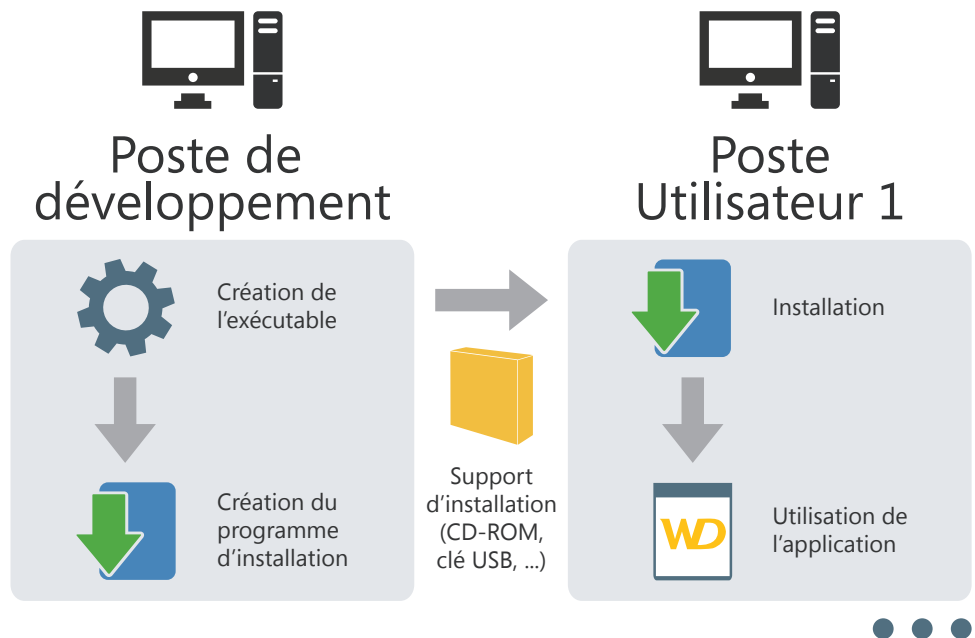 Poste de
développement
Création de
l'exécutable
Création du
programme
d'installation
Support
d'installation
(CD-ROM,
clé USB, ...)
Poste
Utilisateur 1
Installation
WD
Utilisation de
l'application